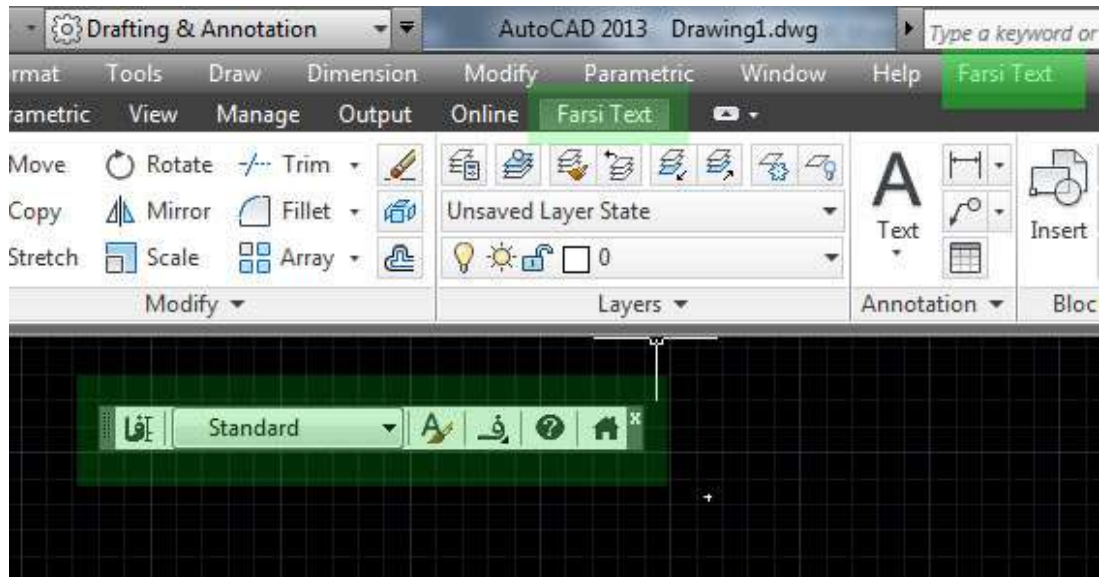 Drafting & Annotation AutoCAD 2013 Drawing1.dwg Type a keyword or
rmat Tools Draw Dimension Modify Parametric Window Help Farsi Text
rametric View Manage Output Online Farsi Text
Move Rotate Trim
Copy Mirror Fillet Unsaved Layer State Text Insert
Stretch Scale Array 0
Modify Layers Annotation Bloc
Standard